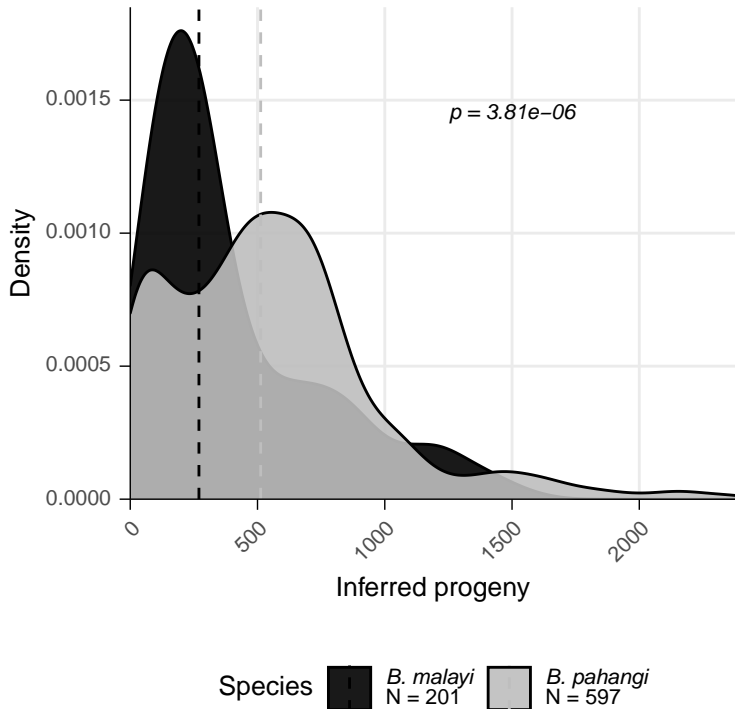 p = 3.81e−06
0.0015
0.0010
0.0005
0.0000
Density
0
500
1000
1500
2000
Inferred progeny
Species
B. malayi
N = 201
B. pahangi
N = 597